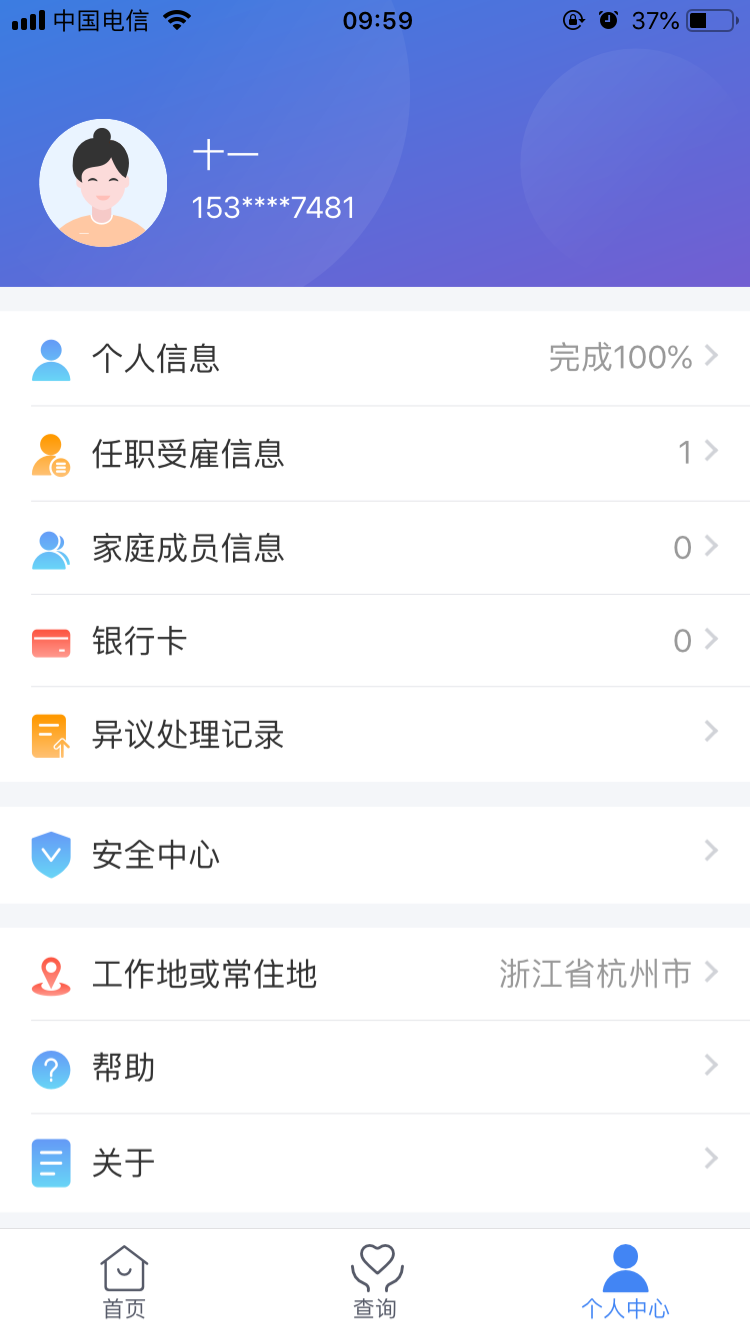 中国电信 09:59 37%
十一
153****7481
个人信息 完成100%
任职受雇信息 1
家庭成员信息 0
银行卡 0
异议处理记录
安全中心
工作地或常住地 浙江省杭州市
帮助
关于
首页 查询 个人中心